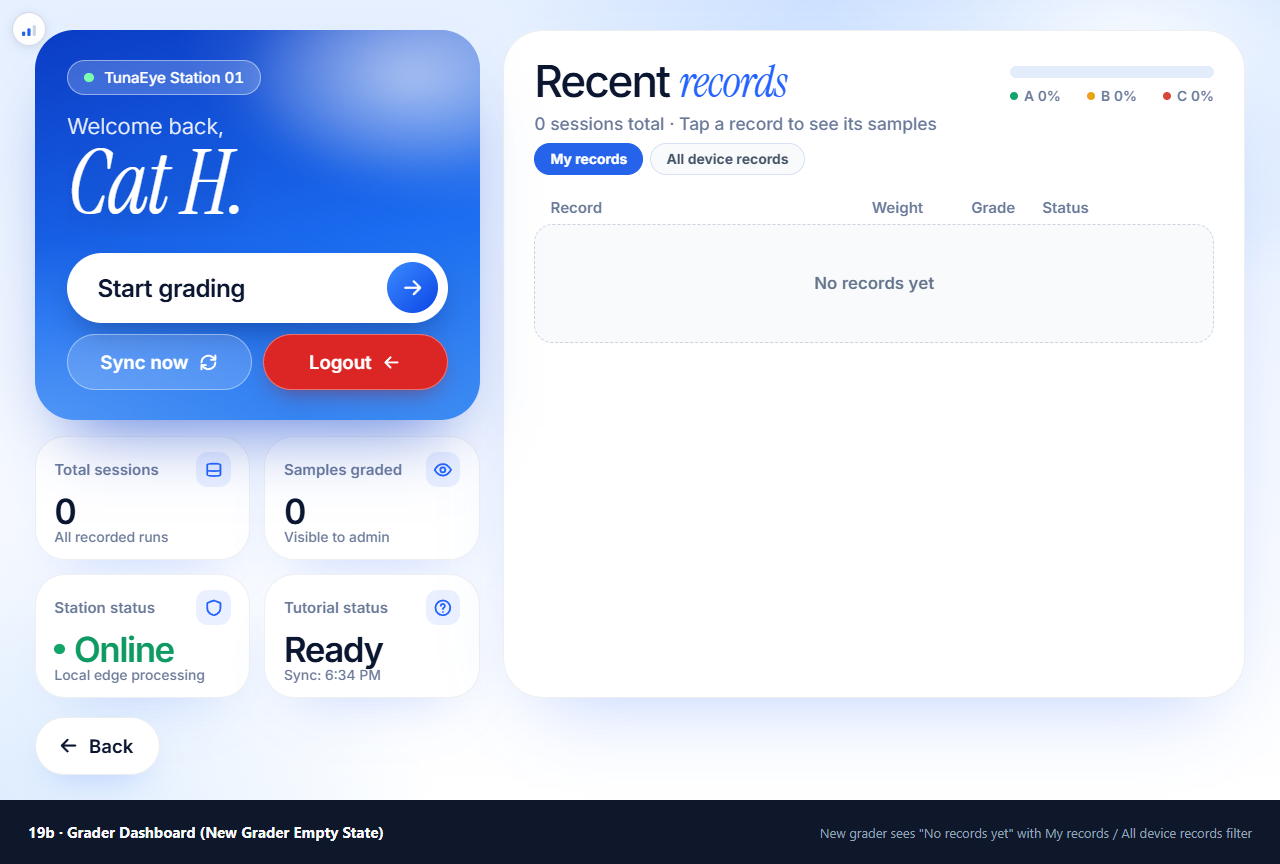 TunaEye Station 01
Welcome back,
Cat H.
Start grading
Sync now
Logout
Total sessions
0
All recorded runs
Samples graded
0
Visible to admin
Station status
Online
Local edge processing
Tutorial status
Ready
Sync: 6:34 PM
Back
Recent records
A 0% B 0% C 0%
0 sessions total · Tap a record to see its samples
My records All device records
Record Weight Grade Status
No records yet
19b · Grader Dashboard (New Grader Empty State)
New grader sees "No records yet" with My records / All device records filter